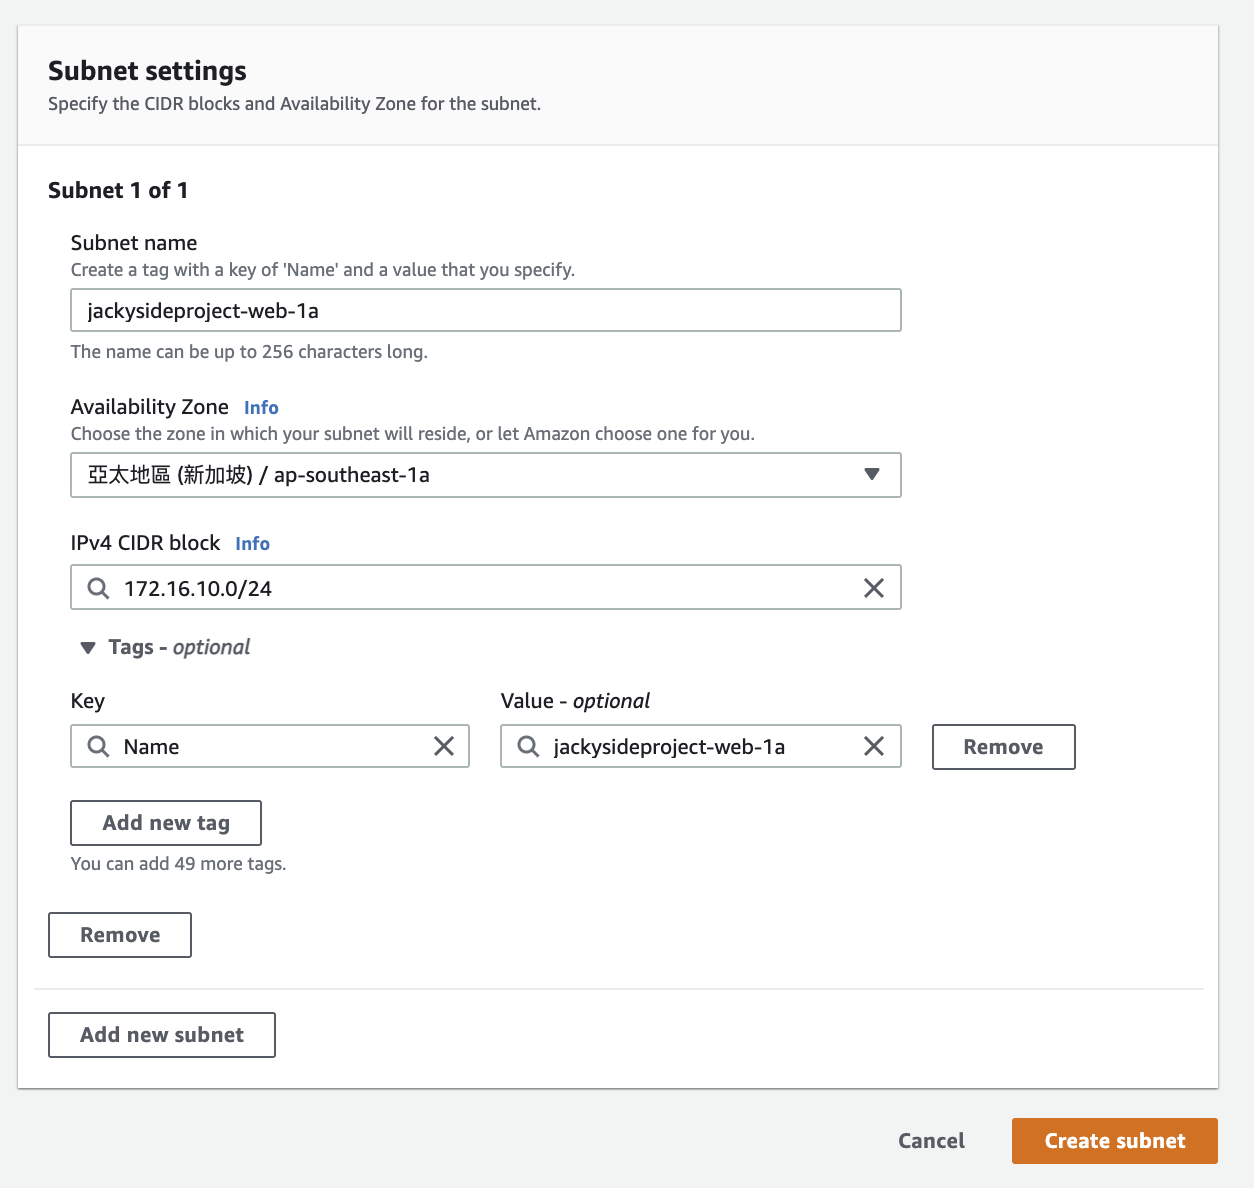 Subnet settings
Specify the CIDR blocks and Availability Zone for the subnet.
Subnet 1 of 1
Subnet name
Create a tag with a key of 'Name' and a value that you specify.
jackysideproject-web-1a
The name can be up to 256 characters long.
Availability Zone Info
Choose the zone in which your subnet will reside, or let Amazon choose one for you.
亞太地區 (新加坡) / ap-southeast-1a
IPv4 CIDR block Info
172.16.10.0/24
Tags - optional
Key Value - optional
Name jackysideproject-web-1a Remove
Add new tag
You can add 49 more tags.
Remove
Add new subnet
Cancel Create subnet